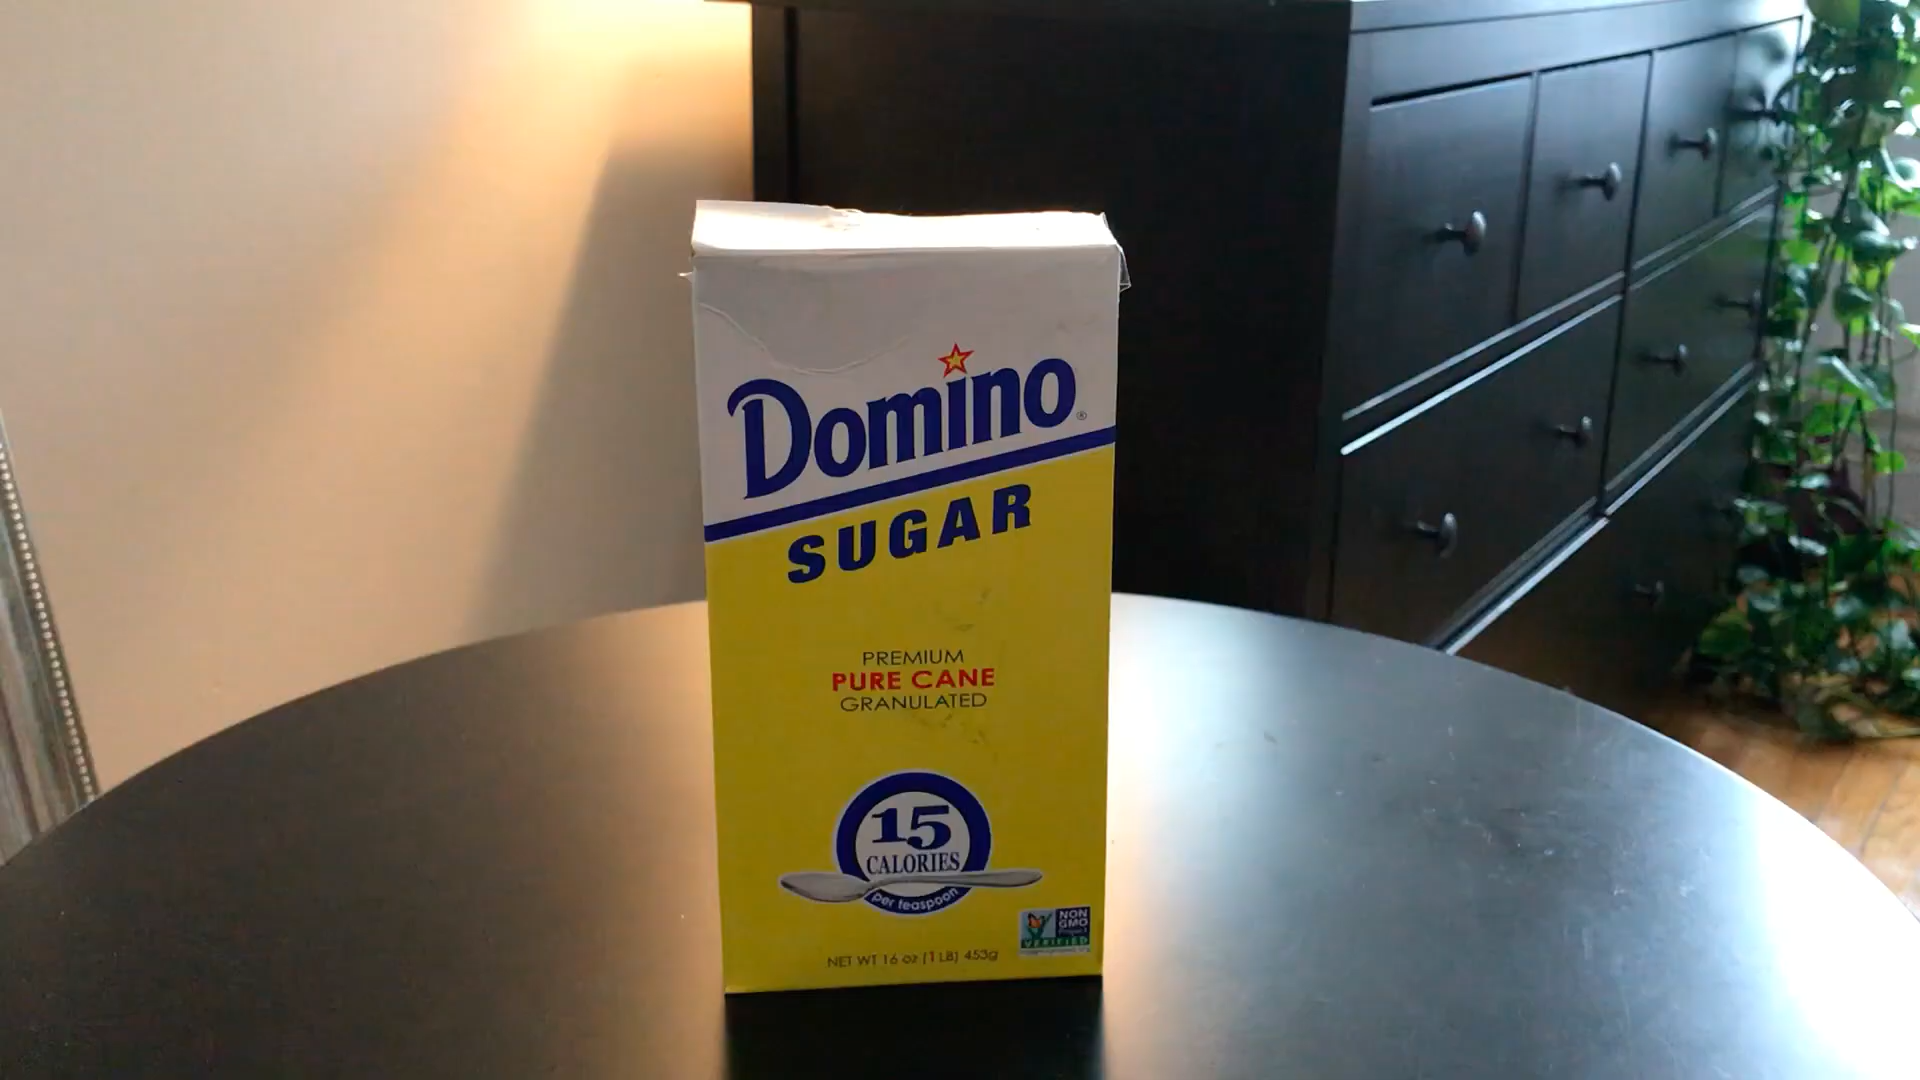 Domino®
SUGAR
PREMIUM
PURE CANE
GRANULATED
15
CALORIES
per teaspoon
NON
GMO
Project
VERIFIED
NET WT 16 oz (1 LB) 453g